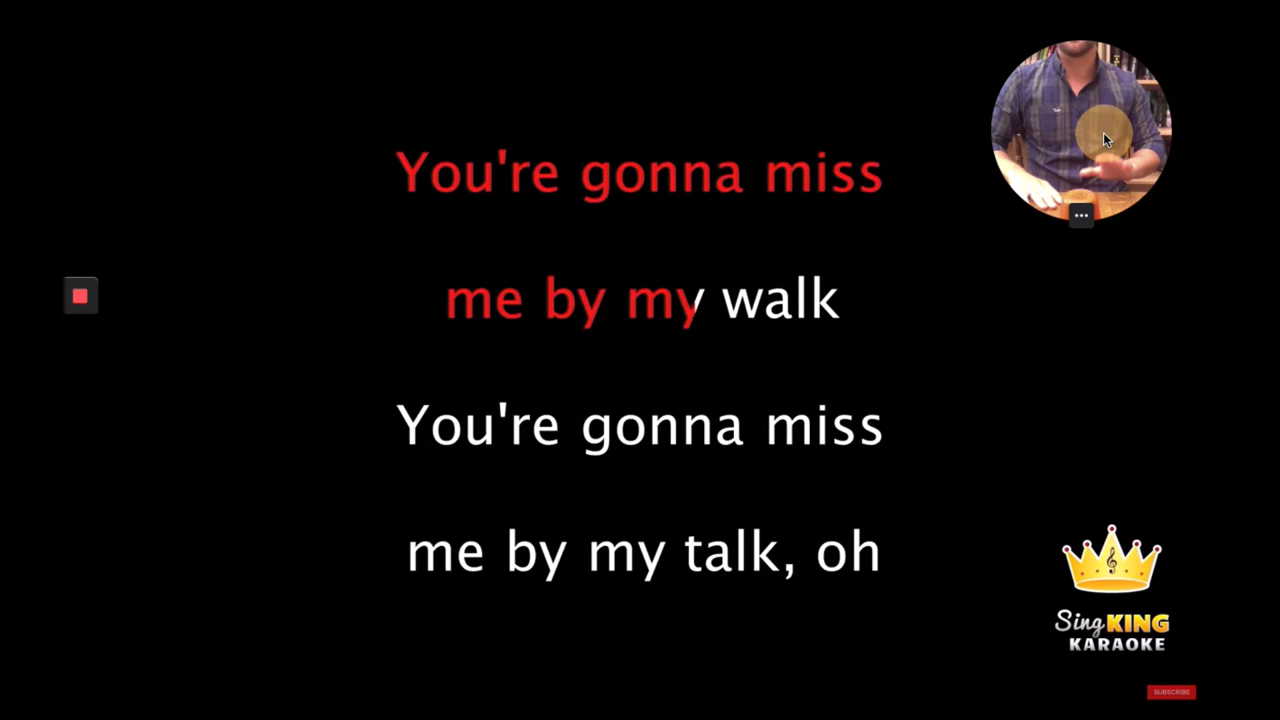 You're gonna miss
me by my walk
You're gonna miss
me by my talk, oh
Sing KING
KARAOKE
SUBSCRIBE